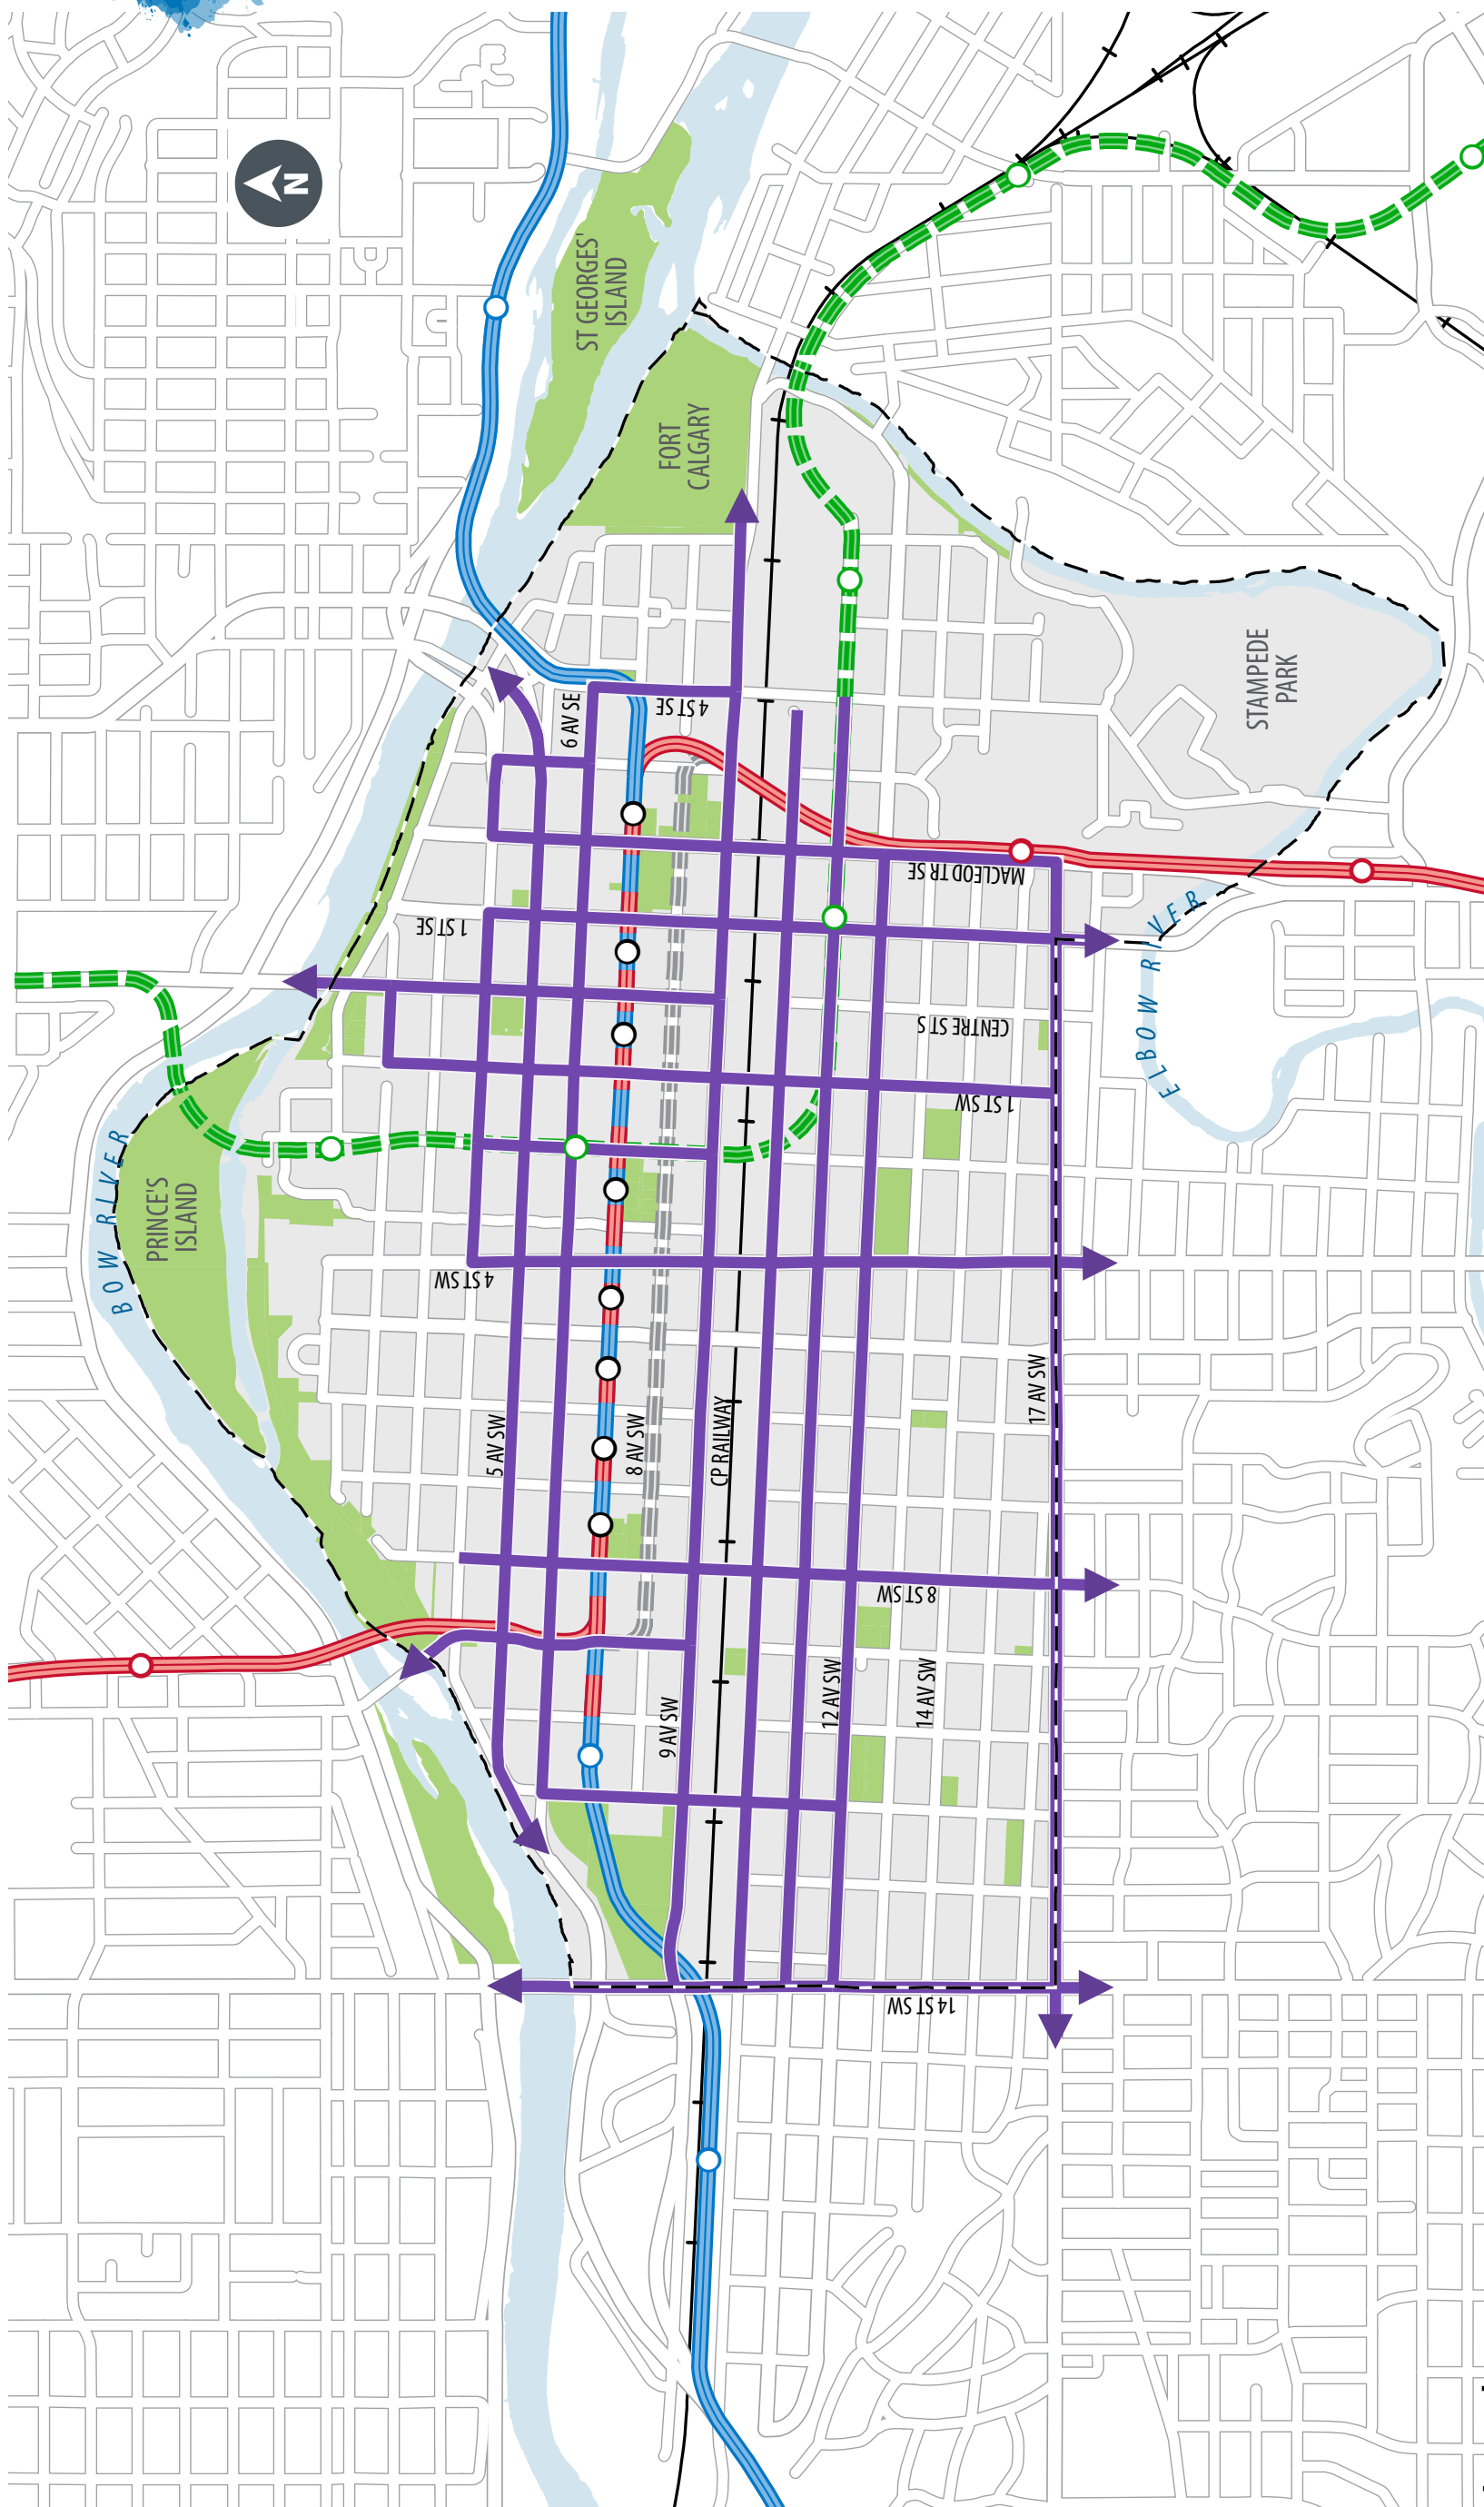 N
ST GEORGES'
ISLAND
FORT
CALGARY
STAMPEDE
PARK
6 AV SE
4 ST SE
MACLEOD TR SE
1 ST SE
CENTRE ST S
1 ST SW
ELBOW RIVER
BOW RIVER
PRINCE'S
ISLAND
4 ST SW
17 AV SW
5 AV SW
8 AV SW
CP RAILWAY
8 ST SW
9 AV SW
12 AV SW
14 AV SW
14 ST SW